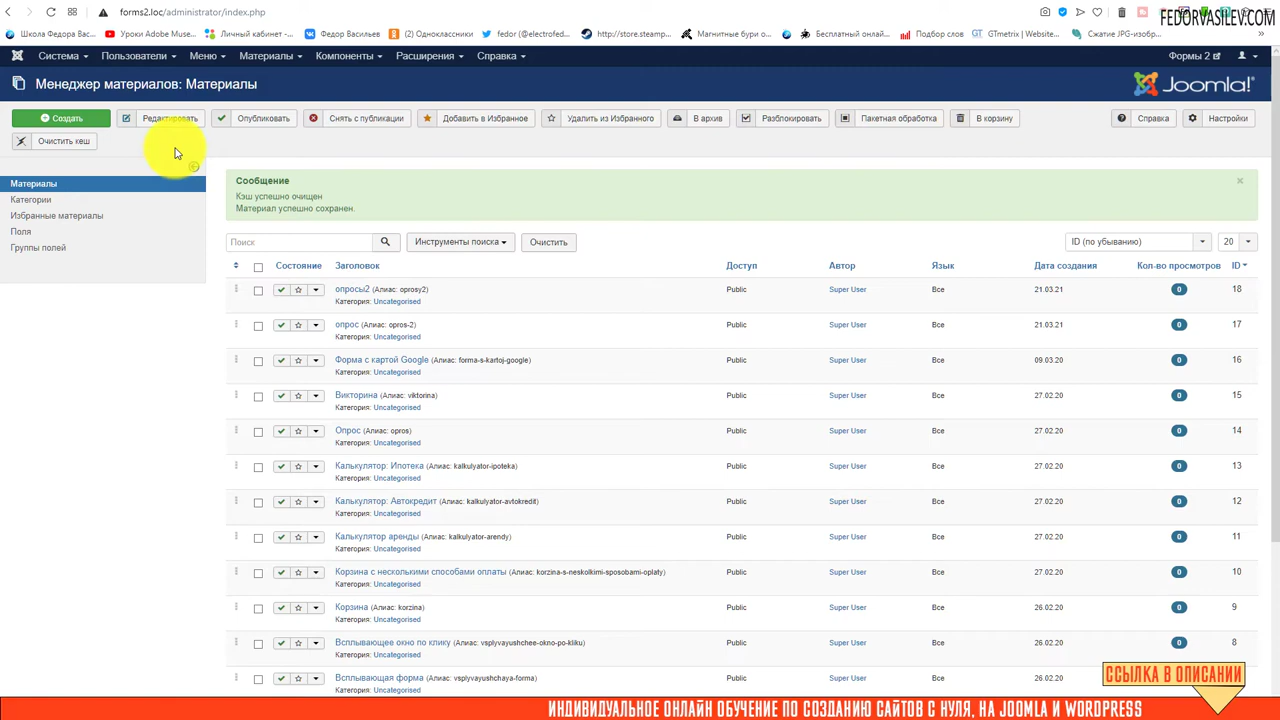 forms2.loc/administrator/index.php
FEDORVASILEV.COM
Школа Федора Вас...
Уроки Adobe Muse...
Личный кабинет -...
Федор Васильев
(2) Одноклассники
fedor (@electrofed...
http://store.steamp...
Магнитные бури о...
Бесплатный онлай...
Подбор слов
GTmetrix | Website...
Сжатие JPG-изобр...
Система
Пользователи
Меню
Материалы
Компоненты
Расширения
Справка
Формы 2
Менеджер материалов: Материалы
Joomla!
Создать
Редактировать
Опубликовать
Снять с публикации
Добавить в Избранное
Удалить из Избранного
В архив
Разблокировать
Пакетная обработка
В корзину
Справка
Настройки
Очистить кеш
Материалы
Категории
Избранные материалы
Поля
Группы полей
Сообщение
Кэш успешно очищен
Материал успешно сохранен.
Поиск
Инструменты поиска
Очистить
ID (по убыванию)
20
Состояние Заголовок Доступ Автор Язык Дата создания Кол-во просмотров ID
опросы2 (Алиас: oprosy2) Public Super User Все 21.03.21 0 18
Категория: Uncategorised
опрос (Алиас: opros-2) Public Super User Все 21.03.21 0 17
Категория: Uncategorised
Форма с картой Google (Алиас: forma-s-kartoj-google) Public Super User Все 09.03.20 0 16
Категория: Uncategorised
Викторина (Алиас: viktorina) Public Super User Все 27.02.20 0 15
Категория: Uncategorised
Опрос (Алиас: opros) Public Super User Все 27.02.20 0 14
Категория: Uncategorised
Калькулятор: Ипотека (Алиас: kalkulyator-ipoteka) Public Super User Все 27.02.20 0 13
Категория: Uncategorised
Калькулятор: Автокредит (Алиас: kalkulyator-avtokredit) Public Super User Все 27.02.20 0 12
Категория: Uncategorised
Калькулятор аренды (Алиас: kalkulyator-arendy) Public Super User Все 27.02.20 0 11
Категория: Uncategorised
Корзина с несколькими способами оплаты (Алиас: korzina-s-neskolkimi-sposobami-oplaty) Public Super User Все 27.02.20 0 10
Категория: Uncategorised
Корзина (Алиас: korzina) Public Super User Все 26.02.20 0 9
Категория: Uncategorised
Всплывающее окно по клику (Алиас: vsplyvayushchee-okno-po-kliku) Public Super User Все 26.02.20 0 8
Категория: Uncategorised
Всплывающая форма (Алиас: vsplyvayushchaya-forma) Public Super User Все 26.02.20
Категория: Uncategorised
ССЫЛКА В ОПИСАНИИ
ИНДИВИДУАЛЬНОЕ ОНЛАЙН ОБУЧЕНИЕ ПО СОЗДАНИЮ САЙТОВ С НУЛЯ, НА JOOMLA И WORDPRESS